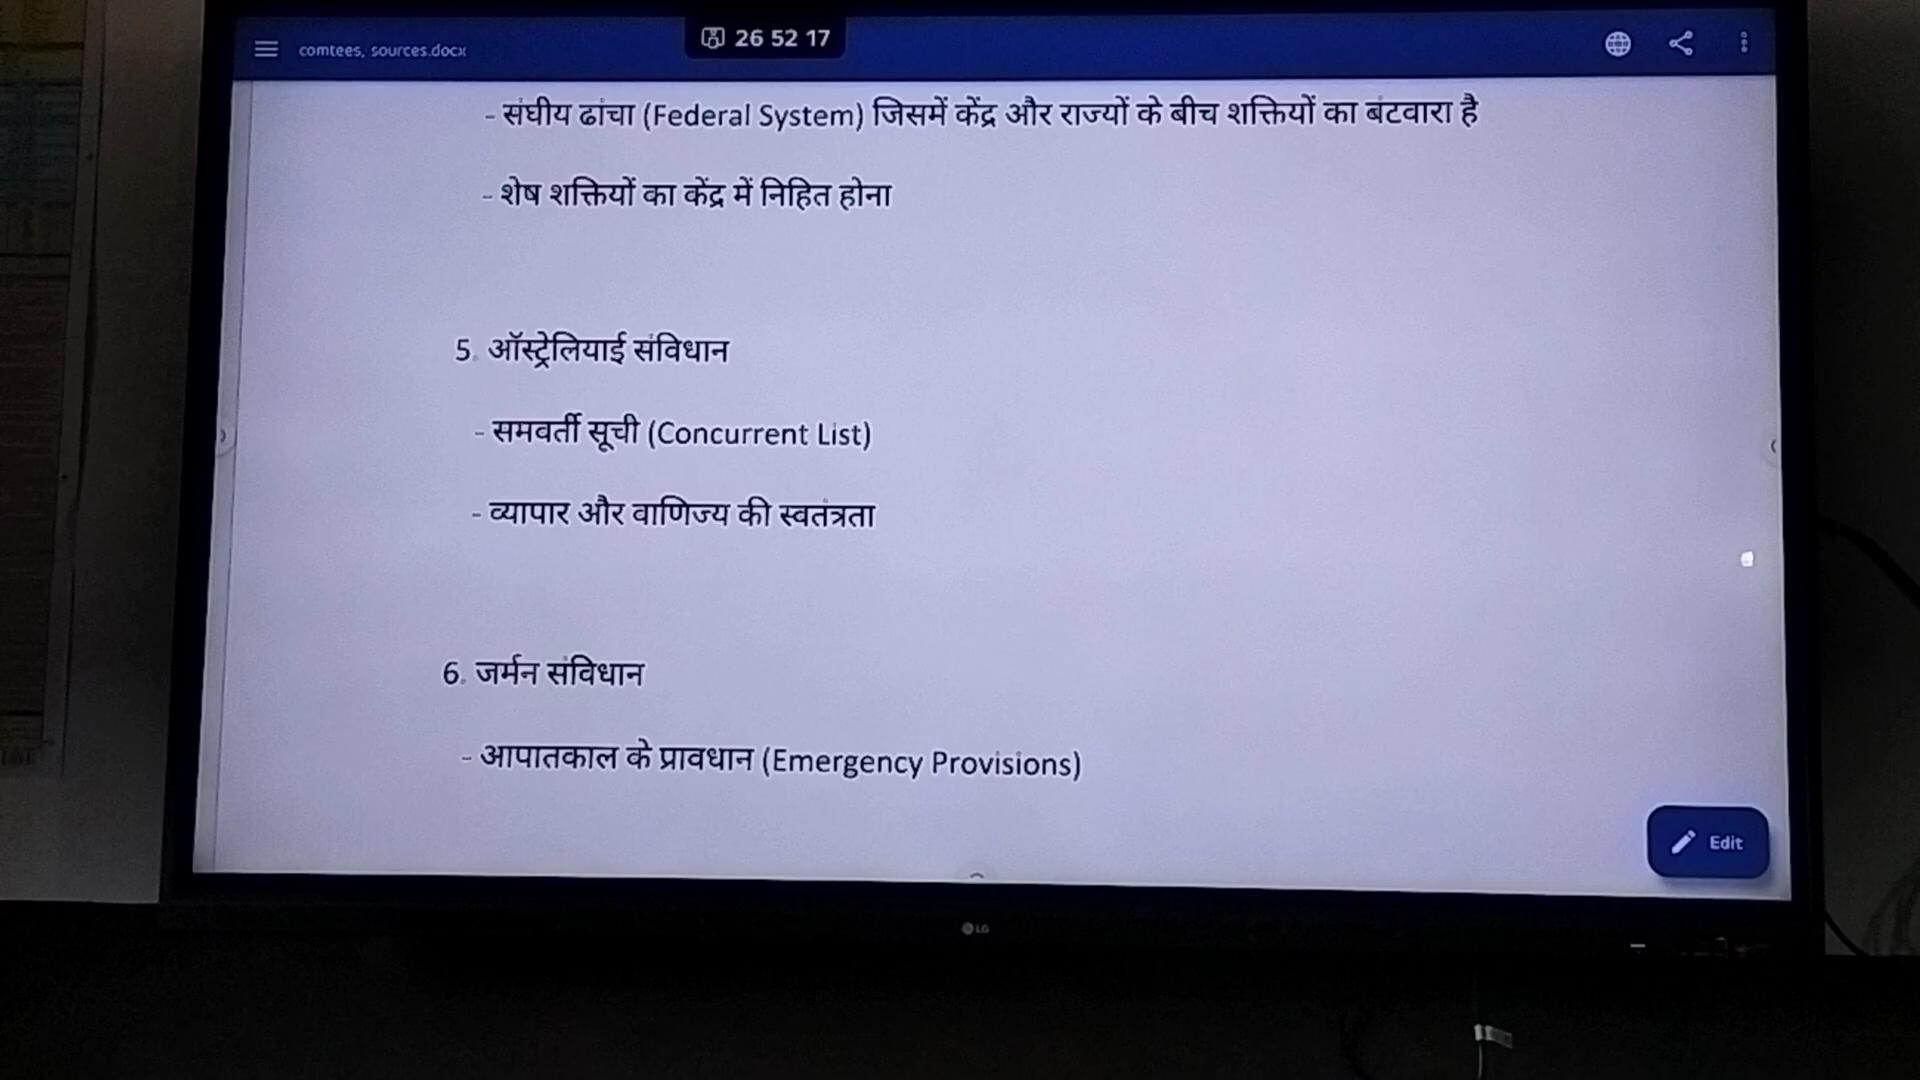 comtees, sources.docx
26 52 17
- संघीय ढांचा (Federal System) जिसमें केंद्र और राज्यों के बीच शक्तियों का बंटवारा है
- शेष शक्तियों का केंद्र में निहित होना
5. ऑस्ट्रेलियाई संविधान
- समवर्ती सूची (Concurrent List)
- व्यापार और वाणिज्य की स्वतंत्रता
6. जर्मन संविधान
- आपातकाल के प्रावधान (Emergency Provisions)
Edit
LG